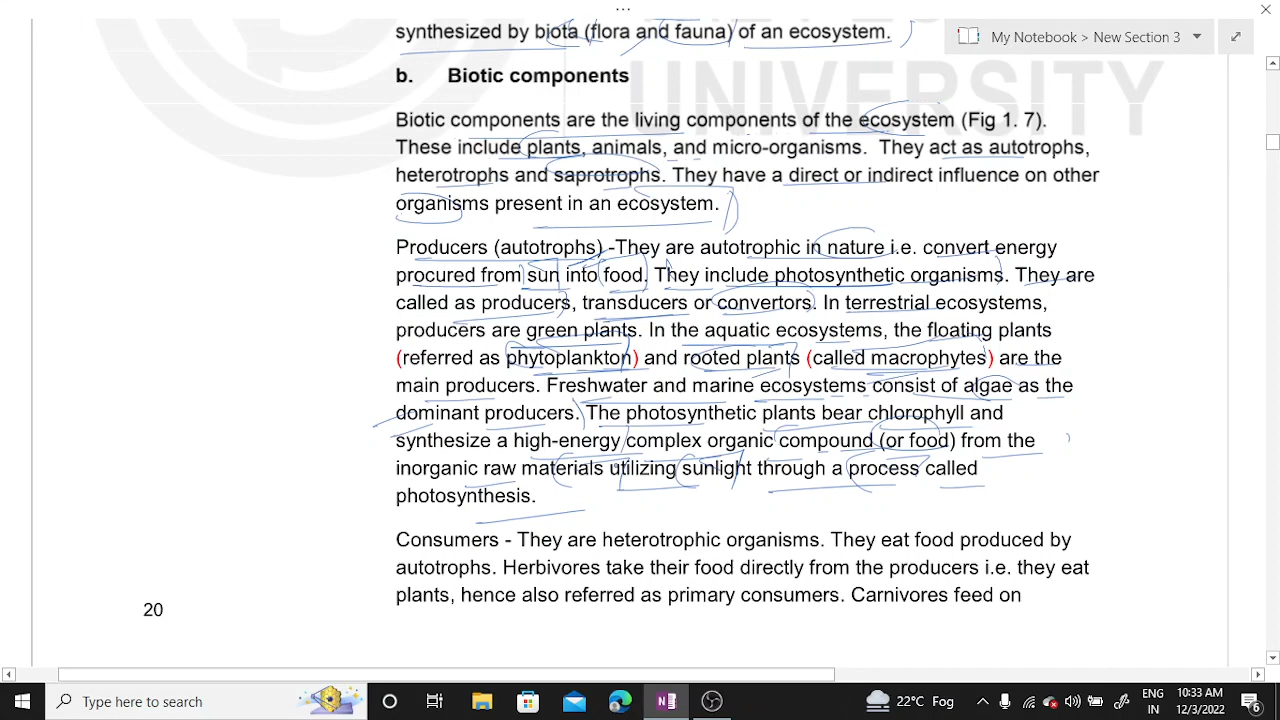 ...
synthesized by biota (flora and fauna) of an ecosystem.
My Notebook > New Section 3
UNIVERSITY
b. Biotic components
Biotic components are the living components of the ecosystem (Fig 1. 7).
These include plants, animals, and micro-organisms. They act as autotrophs,
heterotrophs and saprotrophs. They have a direct or indirect influence on other
organisms present in an ecosystem.
Producers (autotrophs) -They are autotrophic in nature i.e. convert energy
procured from sun into food. They include photosynthetic organisms. They are
called as producers, transducers or convertors. In terrestrial ecosystems,
producers are green plants. In the aquatic ecosystems, the floating plants
(referred as phytoplankton) and rooted plants (called macrophytes) are the
main producers. Freshwater and marine ecosystems consist of algae as the
dominant producers. The photosynthetic plants bear chlorophyll and
synthesize a high-energy complex organic compound (or food) from the
inorganic raw materials utilizing sunlight through a process called
photosynthesis.
Consumers - They are heterotrophic organisms. They eat food produced by
autotrophs. Herbivores take their food directly from the producers i.e. they eat
plants, hence also referred as primary consumers. Carnivores feed on
20
Type here to search
22°C Fog
ENG
IN
10:33 AM
12/3/2022
6